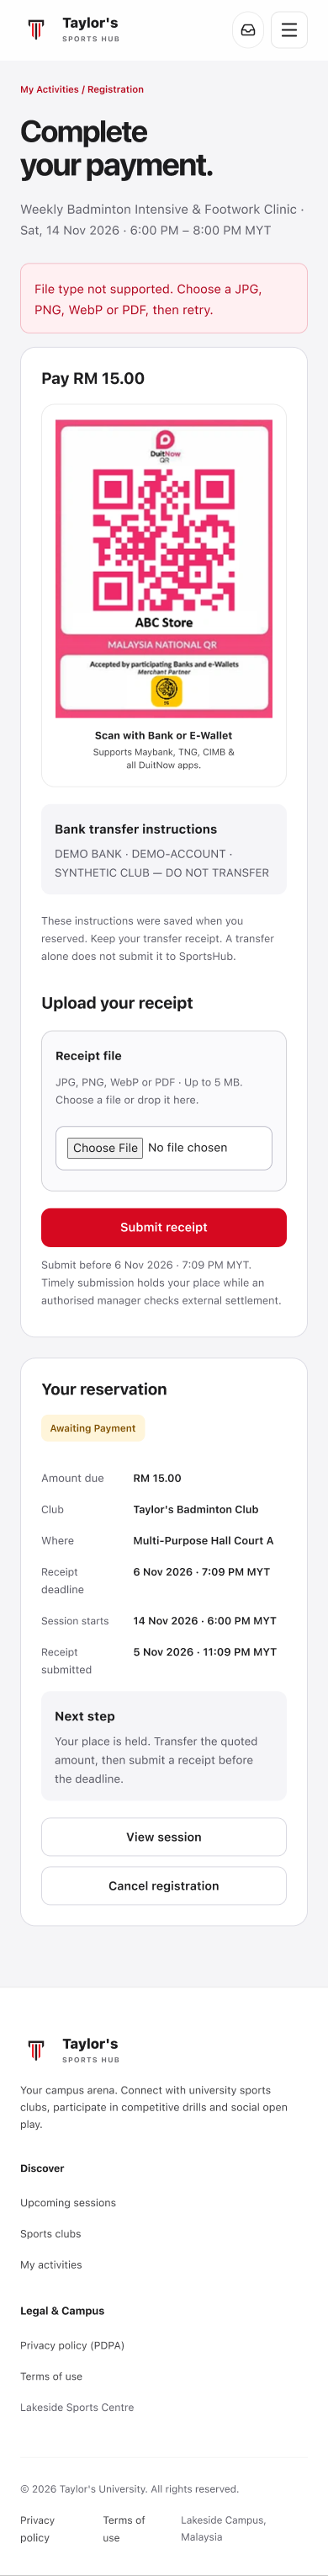 Taylor's
SPORTS HUB
My Activities / Registration
Complete
your payment.
Weekly Badminton Intensive & Footwork Clinic ·
Sat, 14 Nov 2026 · 6:00 PM – 8:00 PM MYT
File type not supported. Choose a JPG,
PNG, WebP or PDF, then retry.
Pay RM 15.00
DuitNow
QR
ABC Store
MALAYSIA NATIONAL QR
Accepted by participating Banks and e-Wallets
Merchant Partner
Scan with Bank or E-Wallet
Supports Maybank, TNG, CIMB &
all DuitNow apps.
Bank transfer instructions
DEMO BANK · DEMO-ACCOUNT ·
SYNTHETIC CLUB — DO NOT TRANSFER
These instructions were saved when you
reserved. Keep your transfer receipt. A transfer
alone does not submit it to SportsHub.
Upload your receipt
Receipt file
JPG, PNG, WebP or PDF · Up to 5 MB.
Choose a file or drop it here.
Choose File No file chosen
Submit receipt
Submit before 6 Nov 2026 · 7:09 PM MYT.
Timely submission holds your place while an
authorised manager checks external settlement.
Your reservation
Awaiting Payment
Amount due RM 15.00
Club Taylor's Badminton Club
Where Multi-Purpose Hall Court A
Receipt 6 Nov 2026 · 7:09 PM MYT
deadline
Session starts 14 Nov 2026 · 6:00 PM MYT
Receipt 5 Nov 2026 · 11:09 PM MYT
submitted
Next step
Your place is held. Transfer the quoted
amount, then submit a receipt before
the deadline.
View session
Cancel registration
Taylor's
SPORTS HUB
Your campus arena. Connect with university sports
clubs, participate in competitive drills and social open
play.
Discover
Upcoming sessions
Sports clubs
My activities
Legal & Campus
Privacy policy (PDPA)
Terms of use
Lakeside Sports Centre
© 2026 Taylor's University. All rights reserved.
Privacy Terms of Lakeside Campus,
policy use Malaysia